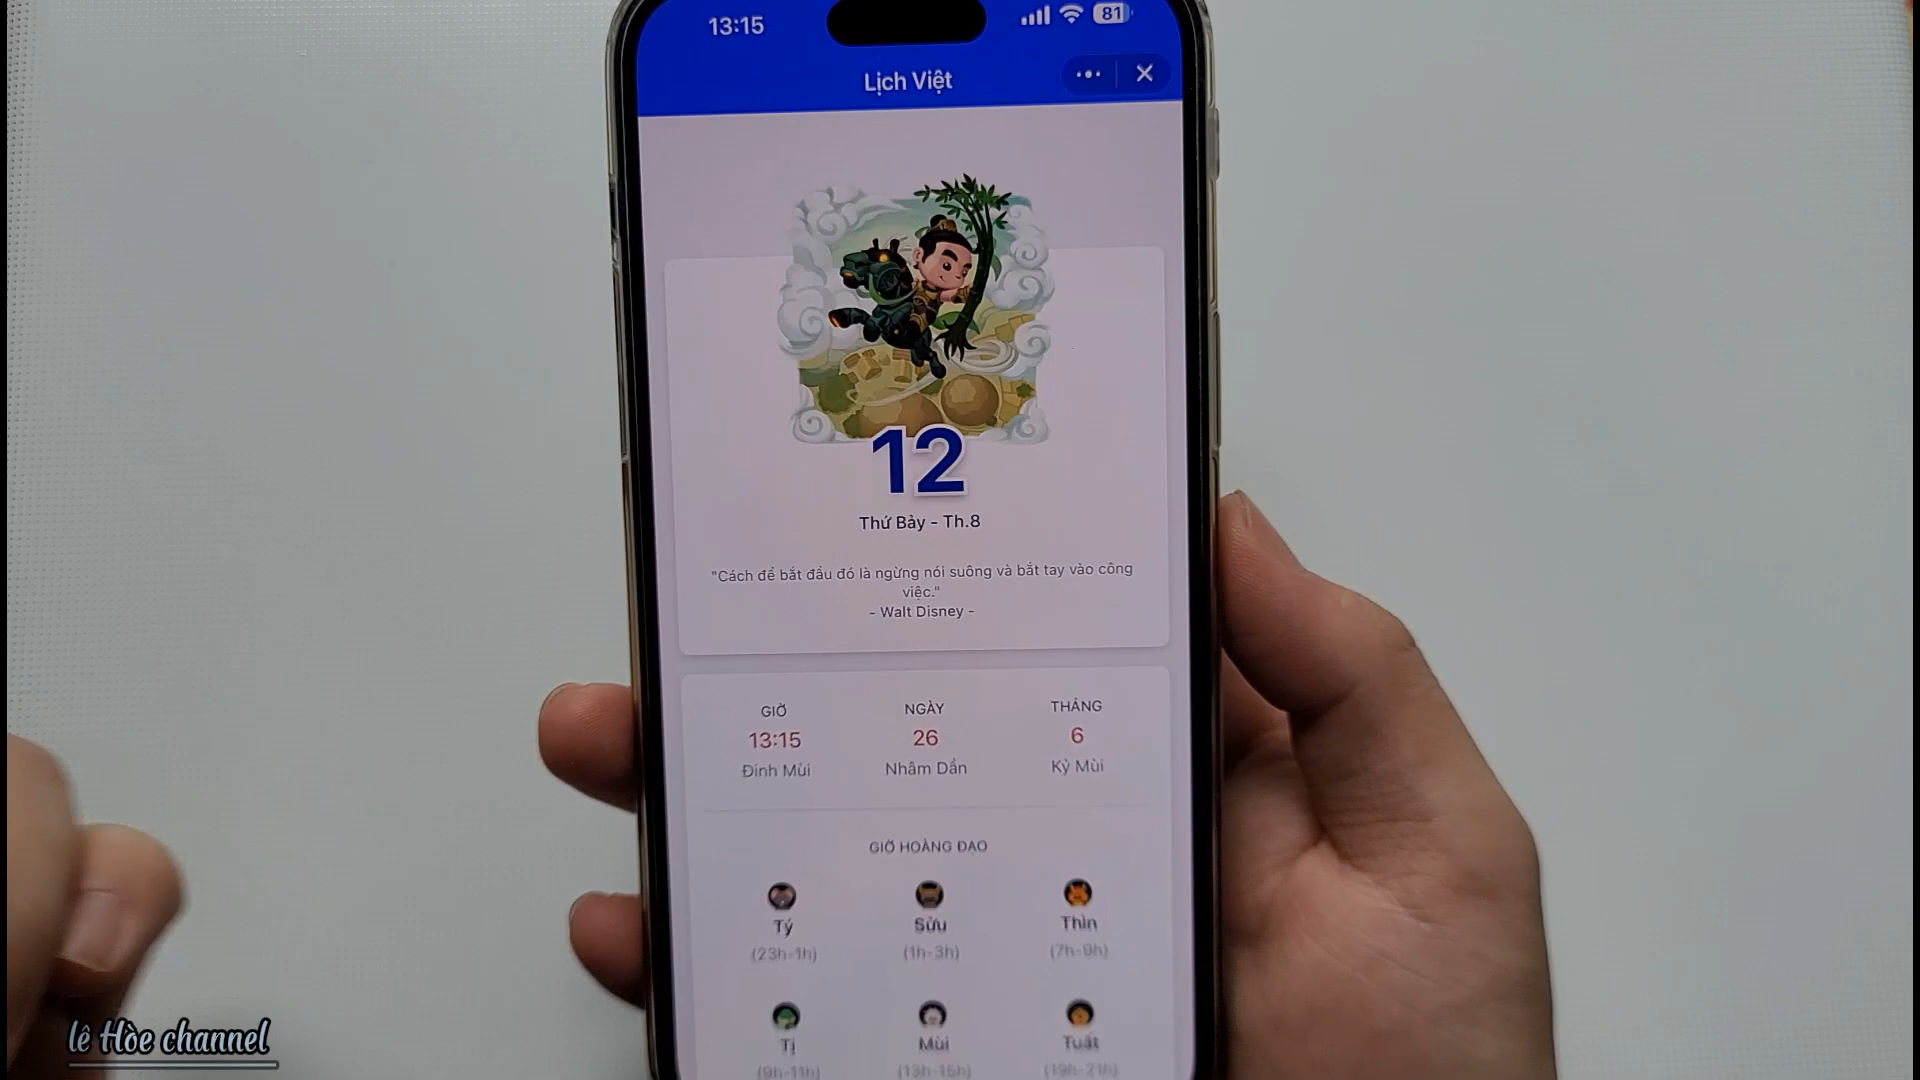 13:15
81
Lịch Việt
12
Thứ Bảy - Th.8
"Cách để bắt đầu đó là ngừng nói suông và bắt tay vào công
việc."
- Walt Disney -
GIỜ NGÀY THÁNG
13:15 26 6
Đinh Mùi Nhâm Dần Kỷ Mùi
GIỜ HOÀNG ĐẠO
Tý Sửu Thìn
(23h-1h) (1h-3h) (7h-9h)
Tị Mùi Tuất
(9h-11h) (13h-15h) (19h-21h)
lê Hòe channel